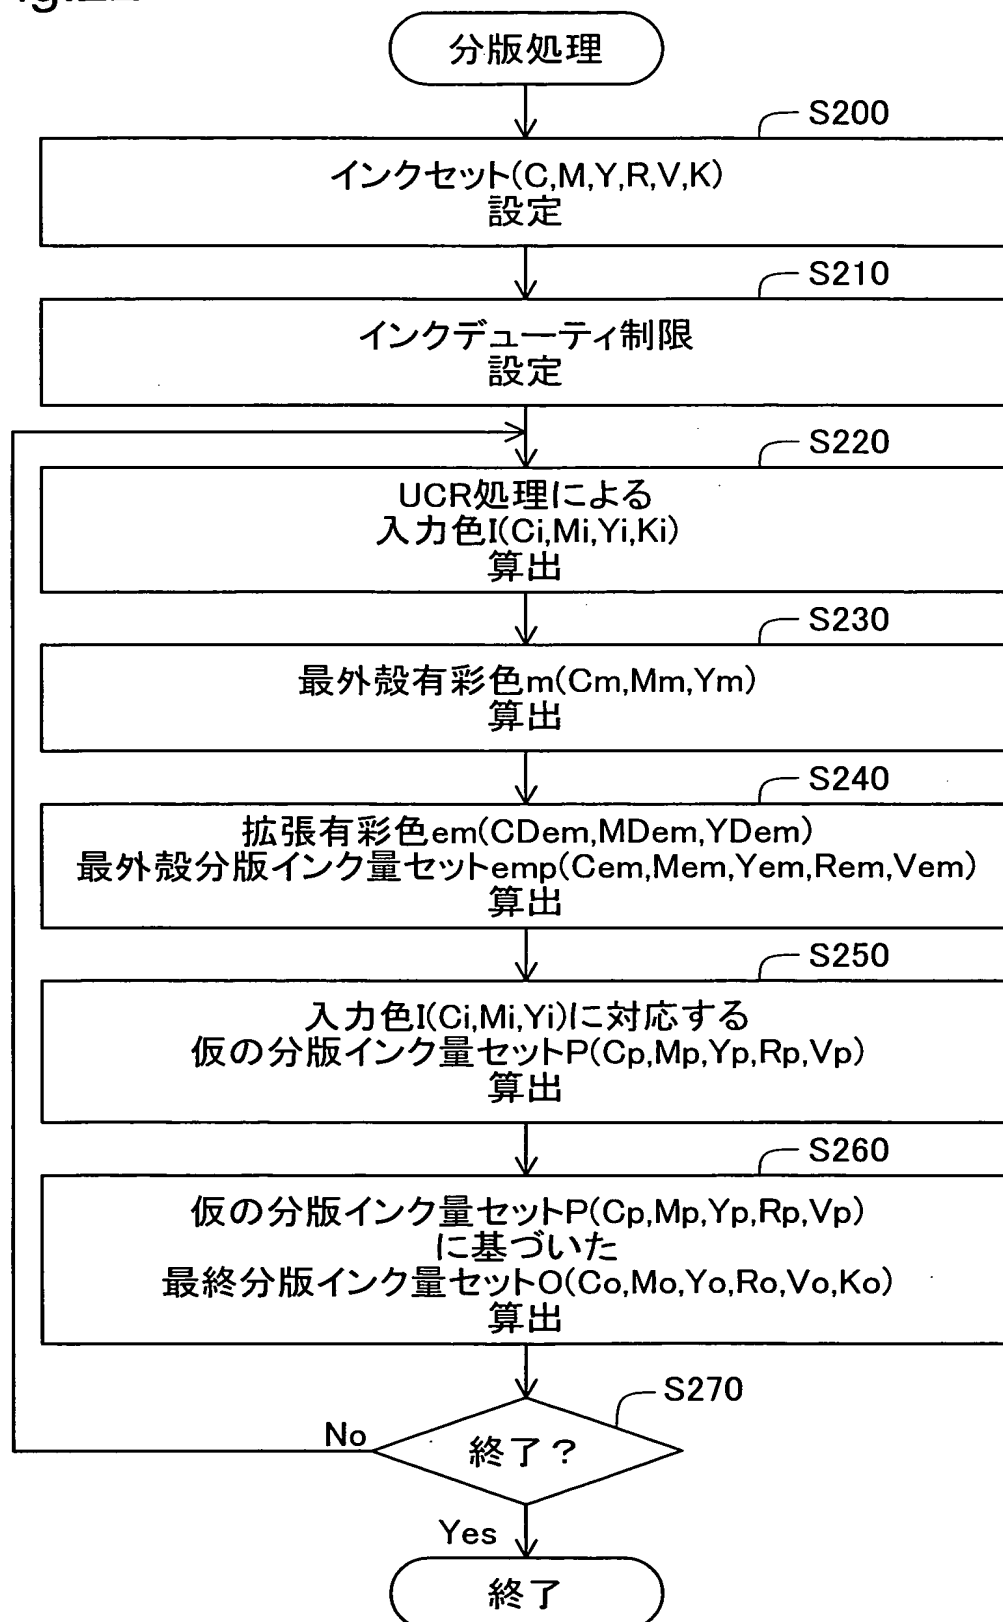 分版処理
S200
インクセット(C,M,Y,R,V,K)
設定
S210
インクデューティ制限
設定
S220
UCR処理による
入力色I(Ci,Mi,Yi,Ki)
算出
S230
最外殻有彩色m(Cm,Mm,Ym)
算出
S240
拡張有彩色em(CDem,MDem,YDem)
最外殻分版インク量セットemp(Cem,Mem,Yem,Rem,Vem)
算出
S250
入力色I(Ci,Mi,Yi)に対応する
仮の分版インク量セットP(Cp,Mp,Yp,Rp,Vp)
算出
S260
仮の分版インク量セットP(Cp,Mp,Yp,Rp,Vp)
に基づいた
最終分版インク量セットO(Co,Mo,Yo,Ro,Vo,Ko)
算出
S270
No
終了？
Yes
終了